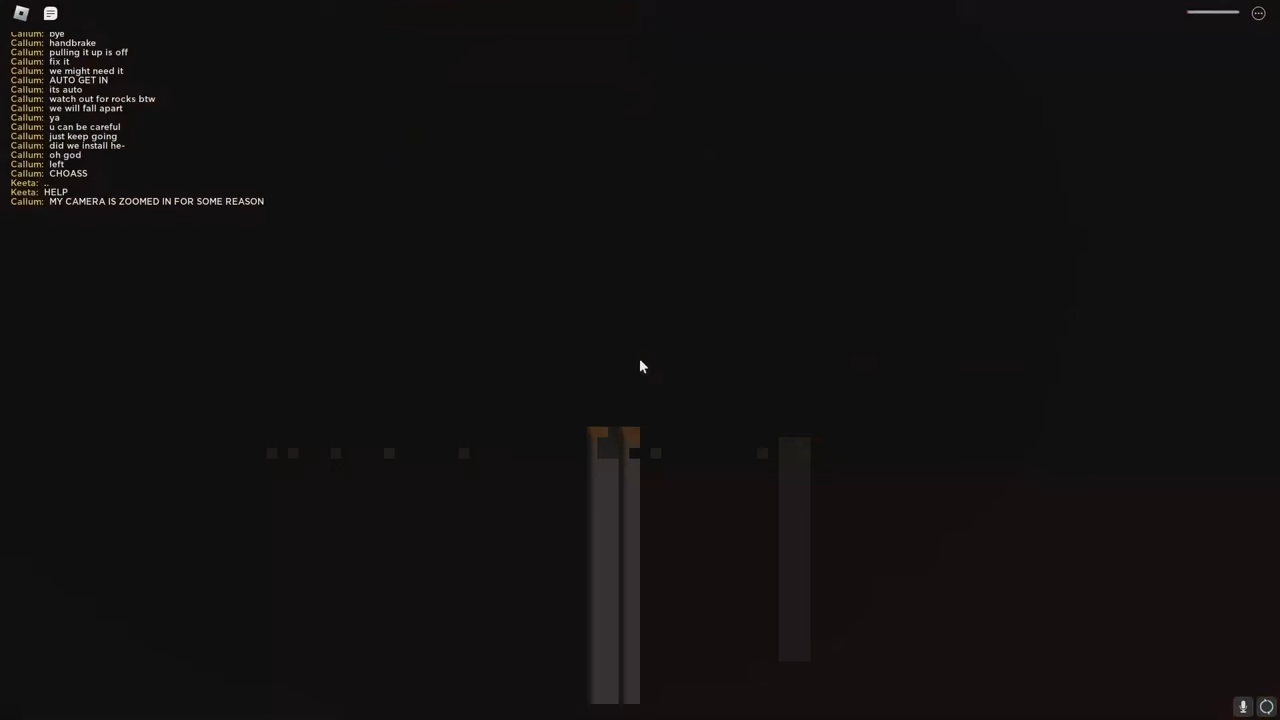 Callum: bye
Callum: handbrake
Callum: pulling it up is off
Callum: fix it
Callum: we might need it
Callum: AUTO GET IN
Callum: its auto
Callum: watch out for rocks btw
Callum: we will fall apart
Callum: ya
Callum: u can be careful
Callum: just keep going
Callum: did we install he-
Callum: oh god
Callum: left
Callum: CHOASS
Keeta: ..
Keeta: HELP
Callum: MY CAMERA IS ZOOMED IN FOR SOME REASON